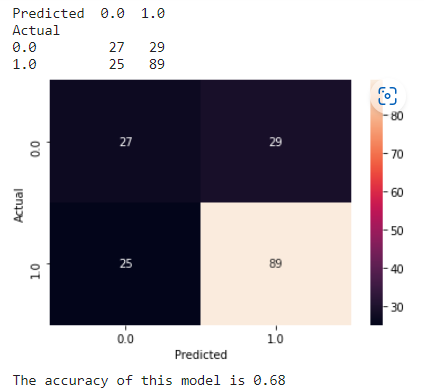 Predicted 0.0 1.0
Actual
0.0 27 29
1.0 25 89
27 29
25 89
0.0
1.0
Actual
0.0 1.0
Predicted
80
70
60
50
40
30
The accuracy of this model is 0.68